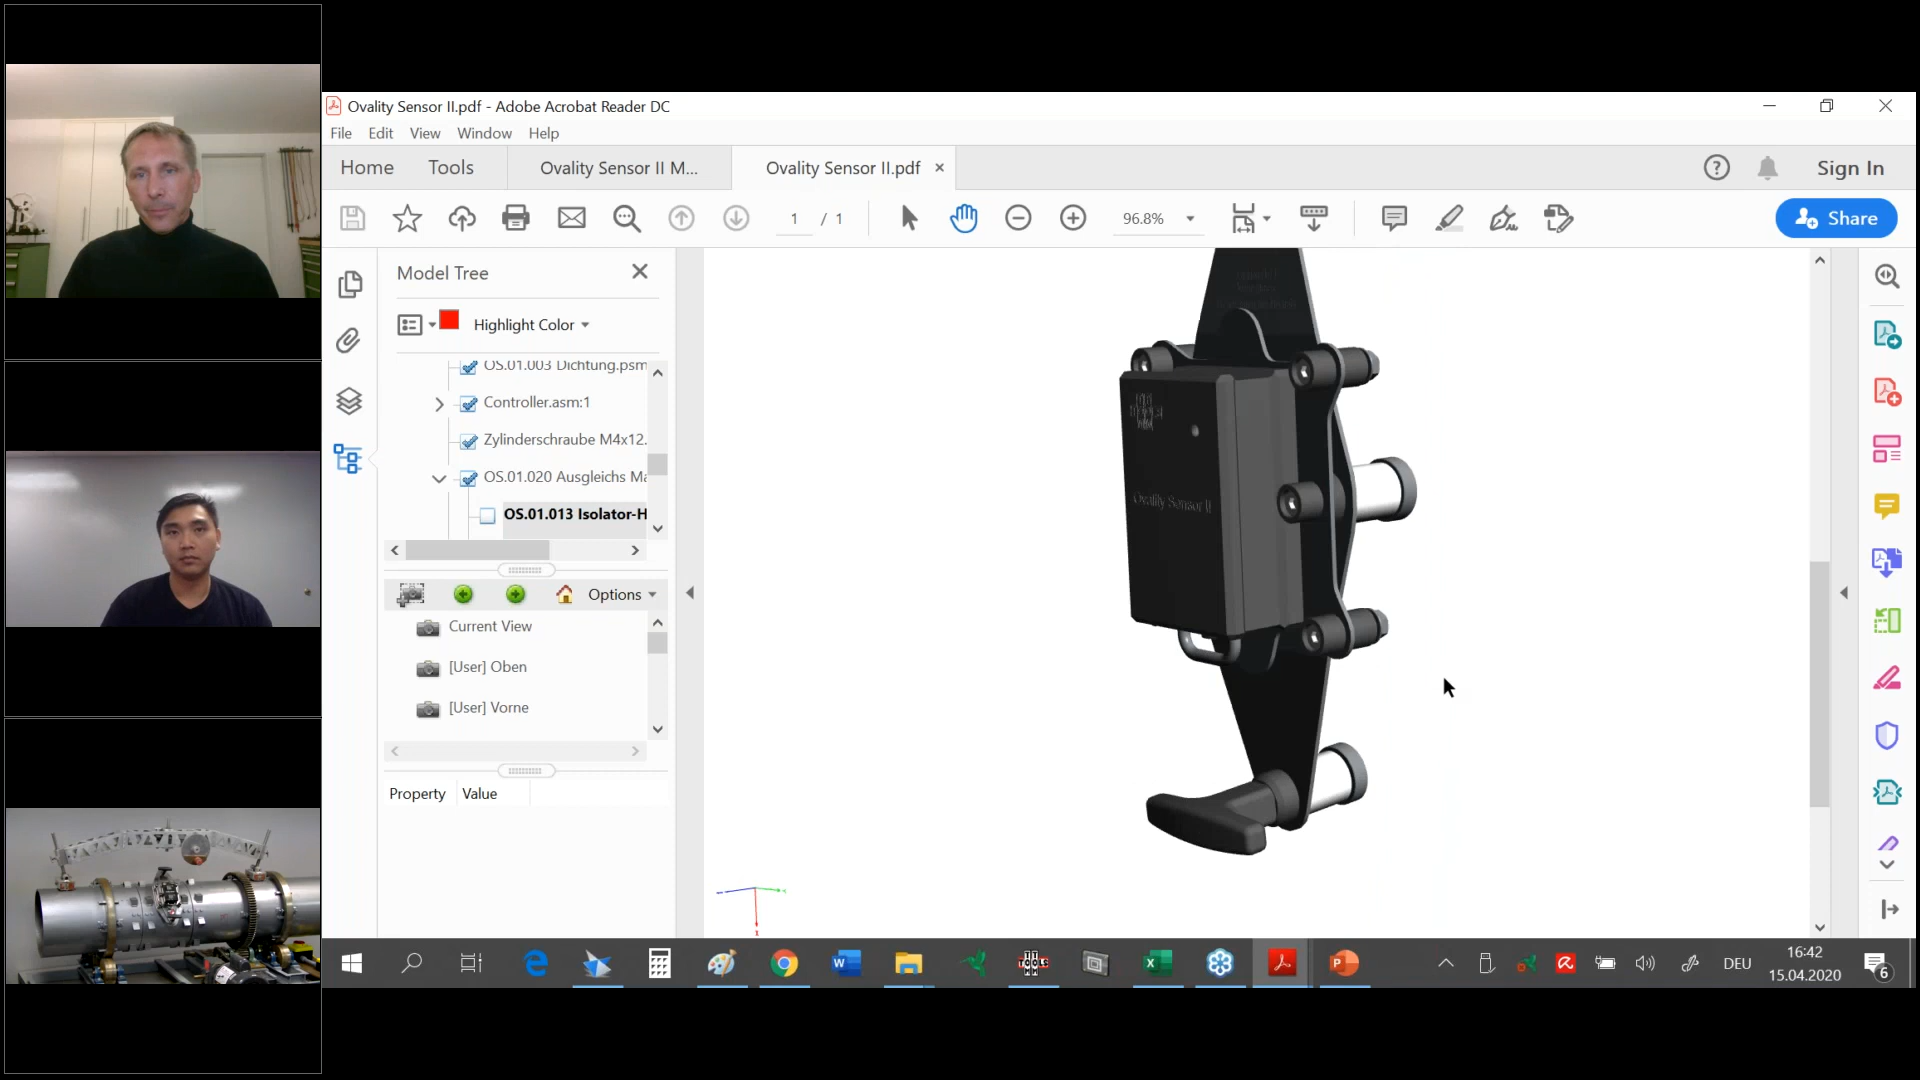 Ovality Sensor II.pdf - Adobe Acrobat Reader DC
File Edit View Window Help
Home Tools Ovality Sensor II M... Ovality Sensor II.pdf × Sign In
1 / 1 96.8% Share
Model Tree
Highlight Color
OS.01.003 Dichtung.psm
Controller.asm:1
Zylinderschraube M4x12.
OS.01.020 Ausgleichs Ma
OS.01.013 Isolator-H
Options
Current View
[User] Oben
[User] Vorne
Property Value
Ovality Sensor II
DEU
16:42
15.04.2020
6